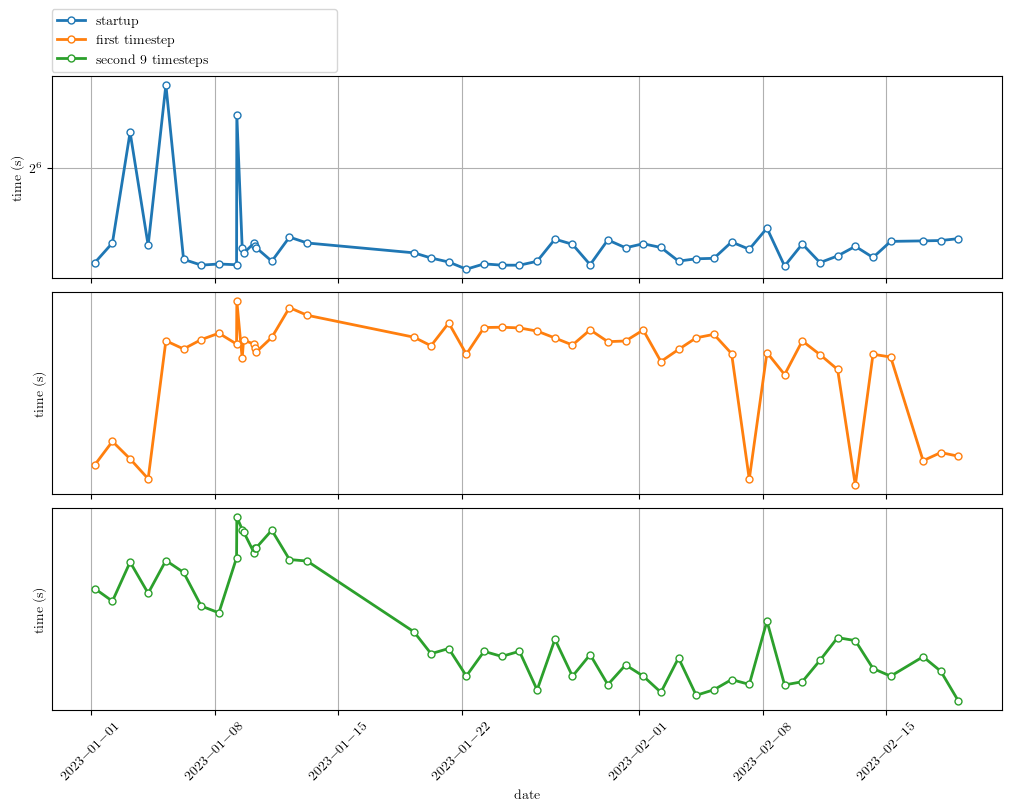 startup
first timestep
second 9 timesteps
time (s)
2⁶
time (s)
time (s)
2023−01−01
2023−01−08
2023−01−15
2023−01−22
2023−02−01
2023−02−08
2023−02−15
date